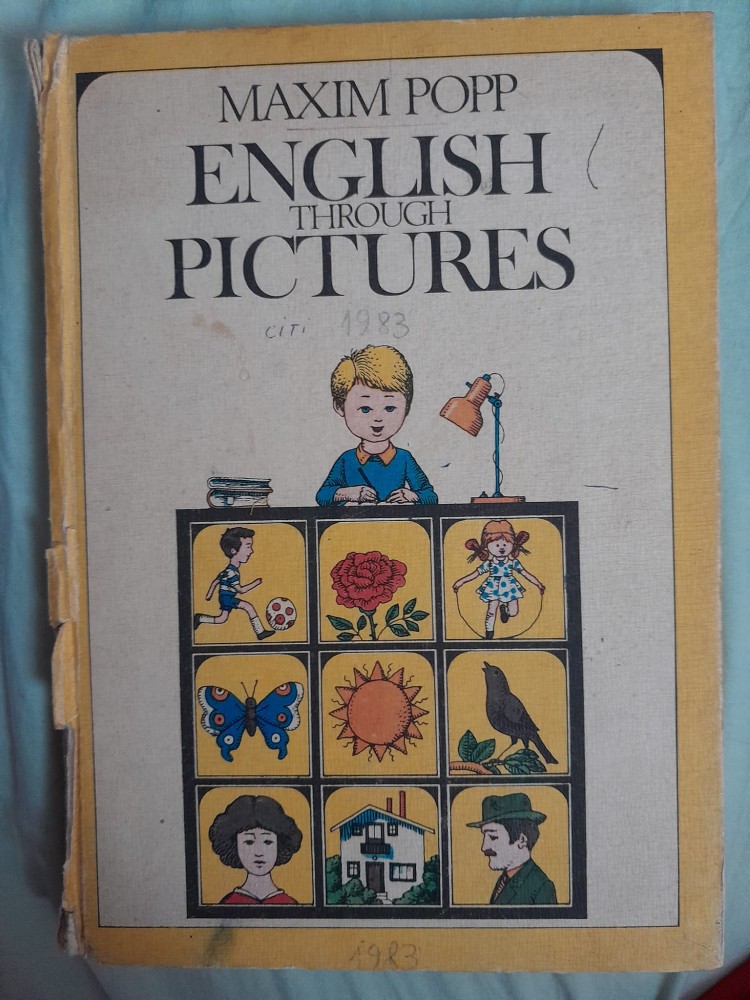 MAXIM POPP
ENGLISH
THROUGH
PICTURES
CITI 1983
1983